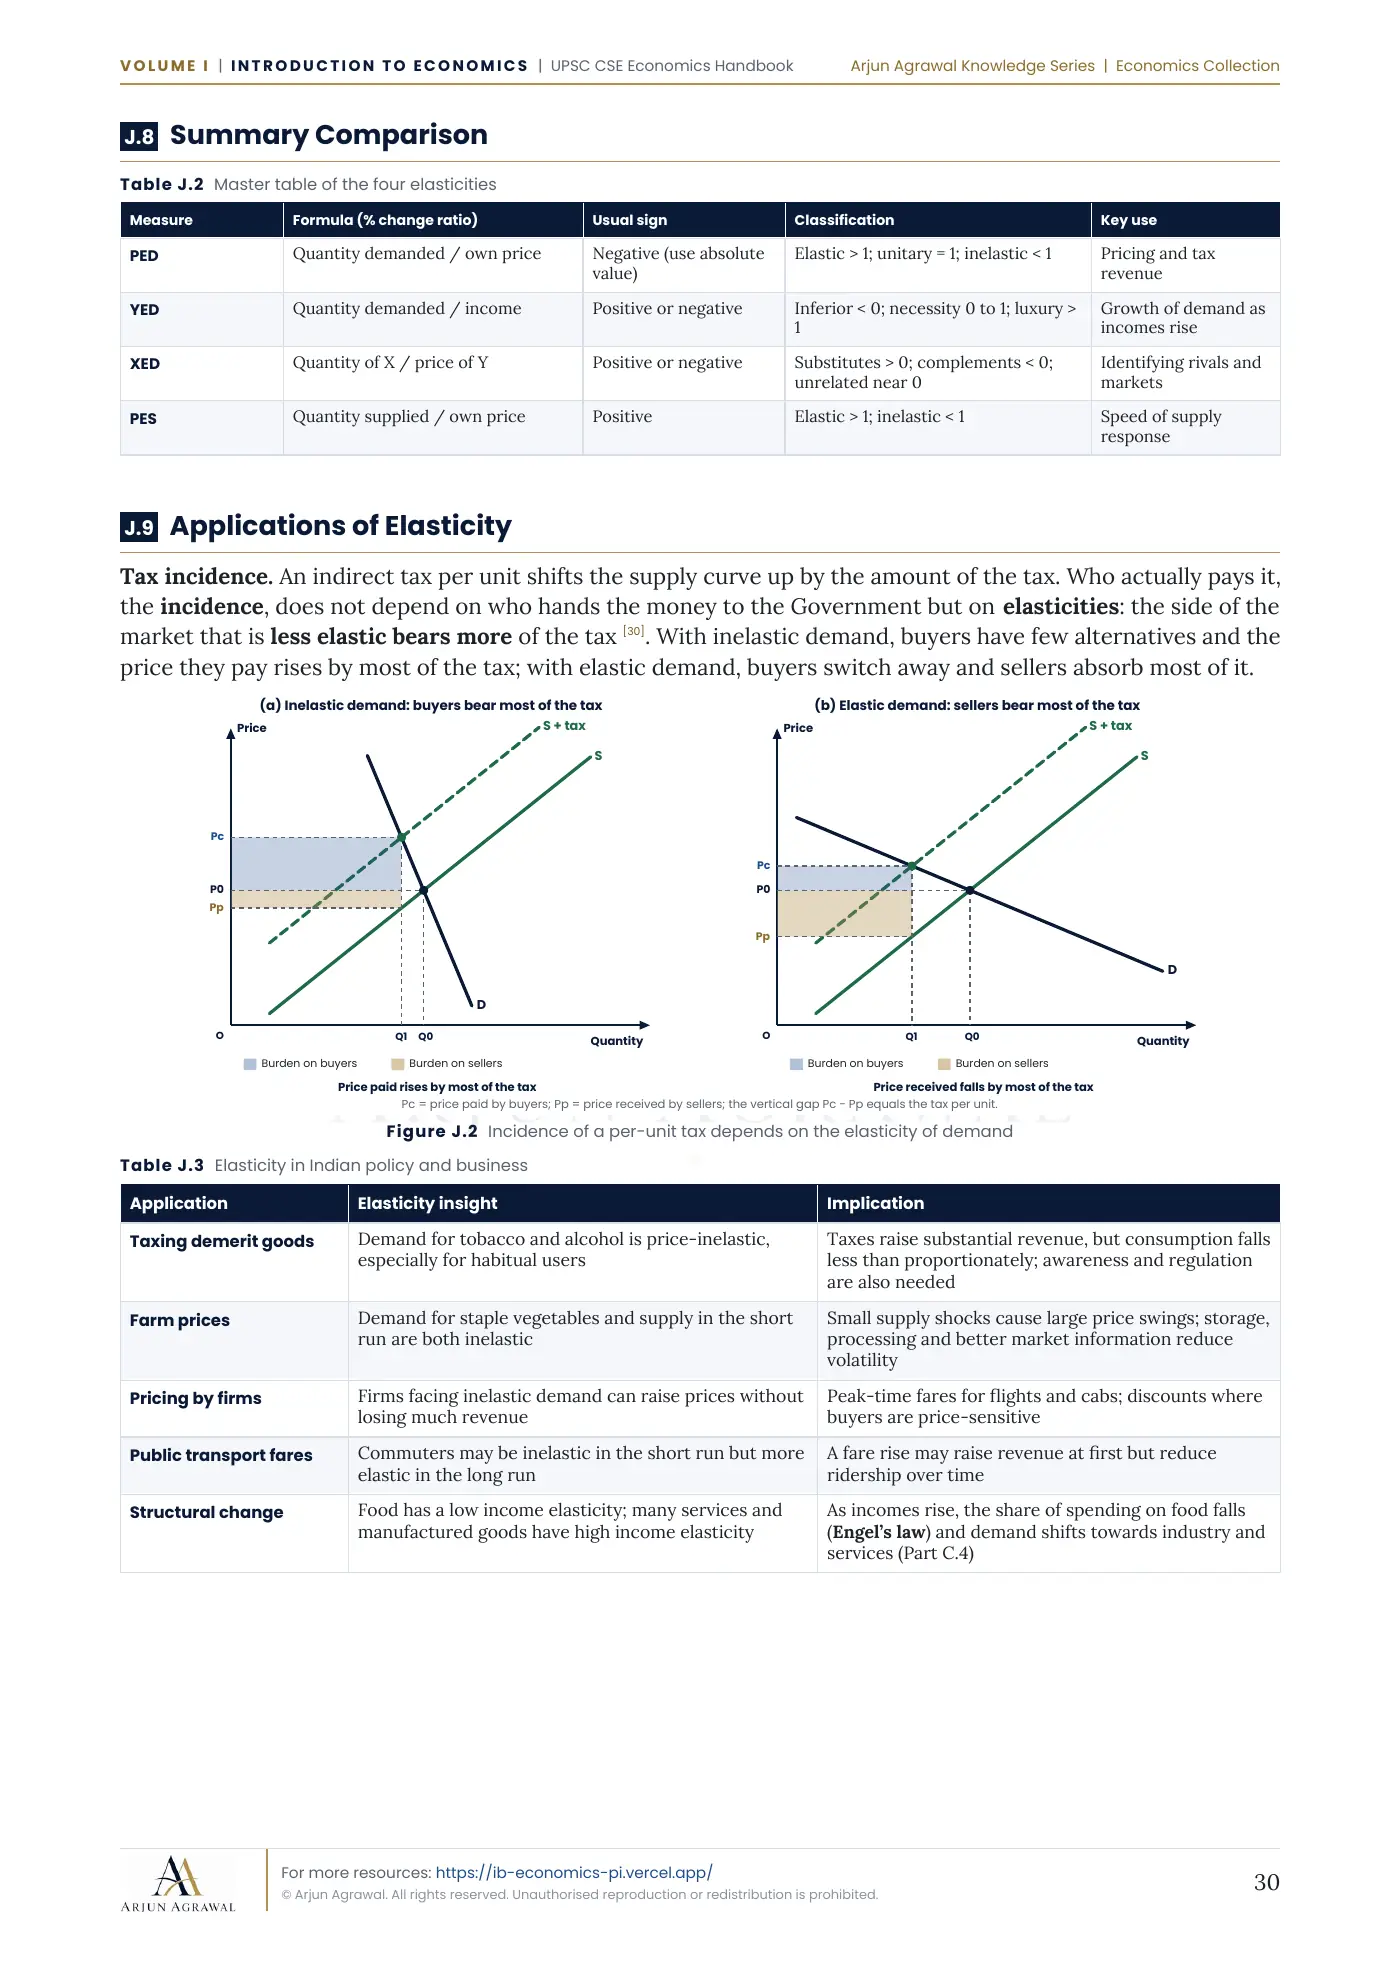 VOLUME I | INTRODUCTION TO ECONOMICS | UPSC CSE Economics Handbook Arjun Agrawal Knowledge Series | Economics Collection
J.8 Summary Comparison
Table J.2 Master table of the four elasticities
Measure Formula (% change ratio) Usual sign Classification Key use
PED Quantity demanded / own price Negative (use absolute Elastic > 1; unitary = 1; inelastic < 1 Pricing and tax
value) revenue
YED Quantity demanded / income Positive or negative Inferior < 0; necessity 0 to 1; luxury > Growth of demand as
1 incomes rise
XED Quantity of X / price of Y Positive or negative Substitutes > 0; complements < 0; Identifying rivals and
unrelated near 0 markets
PES Quantity supplied / own price Positive Elastic > 1; inelastic < 1 Speed of supply
response
J.9 Applications of Elasticity
Tax incidence. An indirect tax per unit shifts the supply curve up by the amount of the tax. Who actually pays it,
the incidence, does not depend on who hands the money to the Government but on elasticities: the side of the
market that is less elastic bears more of the tax [30]. With inelastic demand, buyers have few alternatives and the
price they pay rises by most of the tax; with elastic demand, buyers switch away and sellers absorb most of it.
(a) Inelastic demand: buyers bear most of the tax
Price
S + tax
S
Pc
P0
Pp
D
O
Q1 Q0
Quantity
Burden on buyers Burden on sellers
Price paid rises by most of the tax
(b) Elastic demand: sellers bear most of the tax
Price
S + tax
S
Pc
P0
Pp
D
O
Q1 Q0
Quantity
Burden on buyers Burden on sellers
Price received falls by most of the tax
Pc = price paid by buyers; Pp = price received by sellers; the vertical gap Pc - Pp equals the tax per unit.
Figure J.2 Incidence of a per-unit tax depends on the elasticity of demand
Table J.3 Elasticity in Indian policy and business
Application Elasticity insight Implication
Taxing demerit goods Demand for tobacco and alcohol is price-inelastic, Taxes raise substantial revenue, but consumption falls
especially for habitual users less than proportionately; awareness and regulation
are also needed
Farm prices Demand for staple vegetables and supply in the short Small supply shocks cause large price swings; storage,
run are both inelastic processing and better market information reduce
volatility
Pricing by firms Firms facing inelastic demand can raise prices without Peak-time fares for flights and cabs; discounts where
losing much revenue buyers are price-sensitive
Public transport fares Commuters may be inelastic in the short run but more A fare rise may raise revenue at first but reduce
elastic in the long run ridership over time
Structural change Food has a low income elasticity; many services and As incomes rise, the share of spending on food falls
manufactured goods have high income elasticity (Engel's law) and demand shifts towards industry and
services (Part C.4)
ARJUN AGRAWAL
For more resources: https://ib-economics-pi.vercel.app/
© Arjun Agrawal. All rights reserved. Unauthorised reproduction or redistribution is prohibited.
30